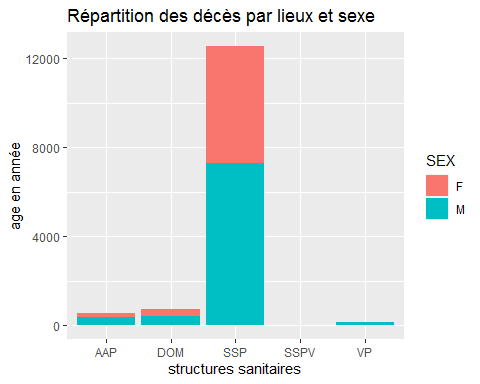 Répartition des décès par lieux et sexe
12000
8000
4000
0
age en année
AAP DOM SSP SSPV VP
structures sanitaires
SEX
F
M